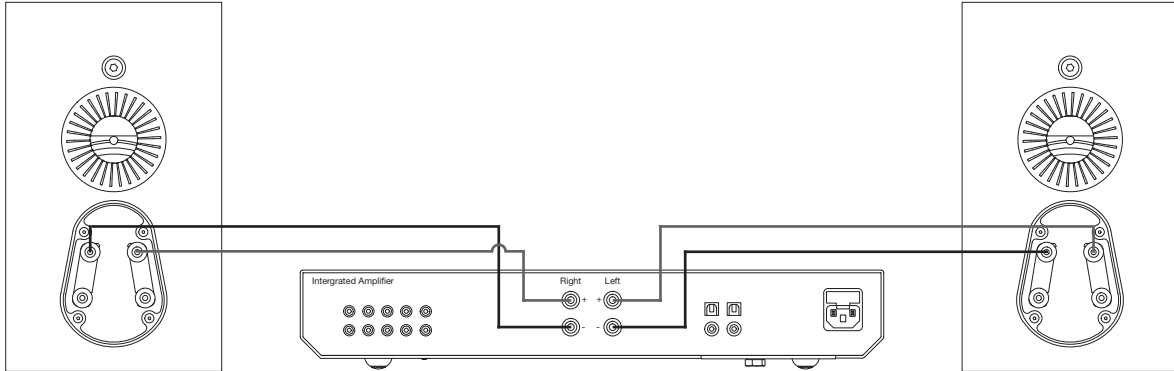 Intergrated Amplifier
Right Left
+ +
- -